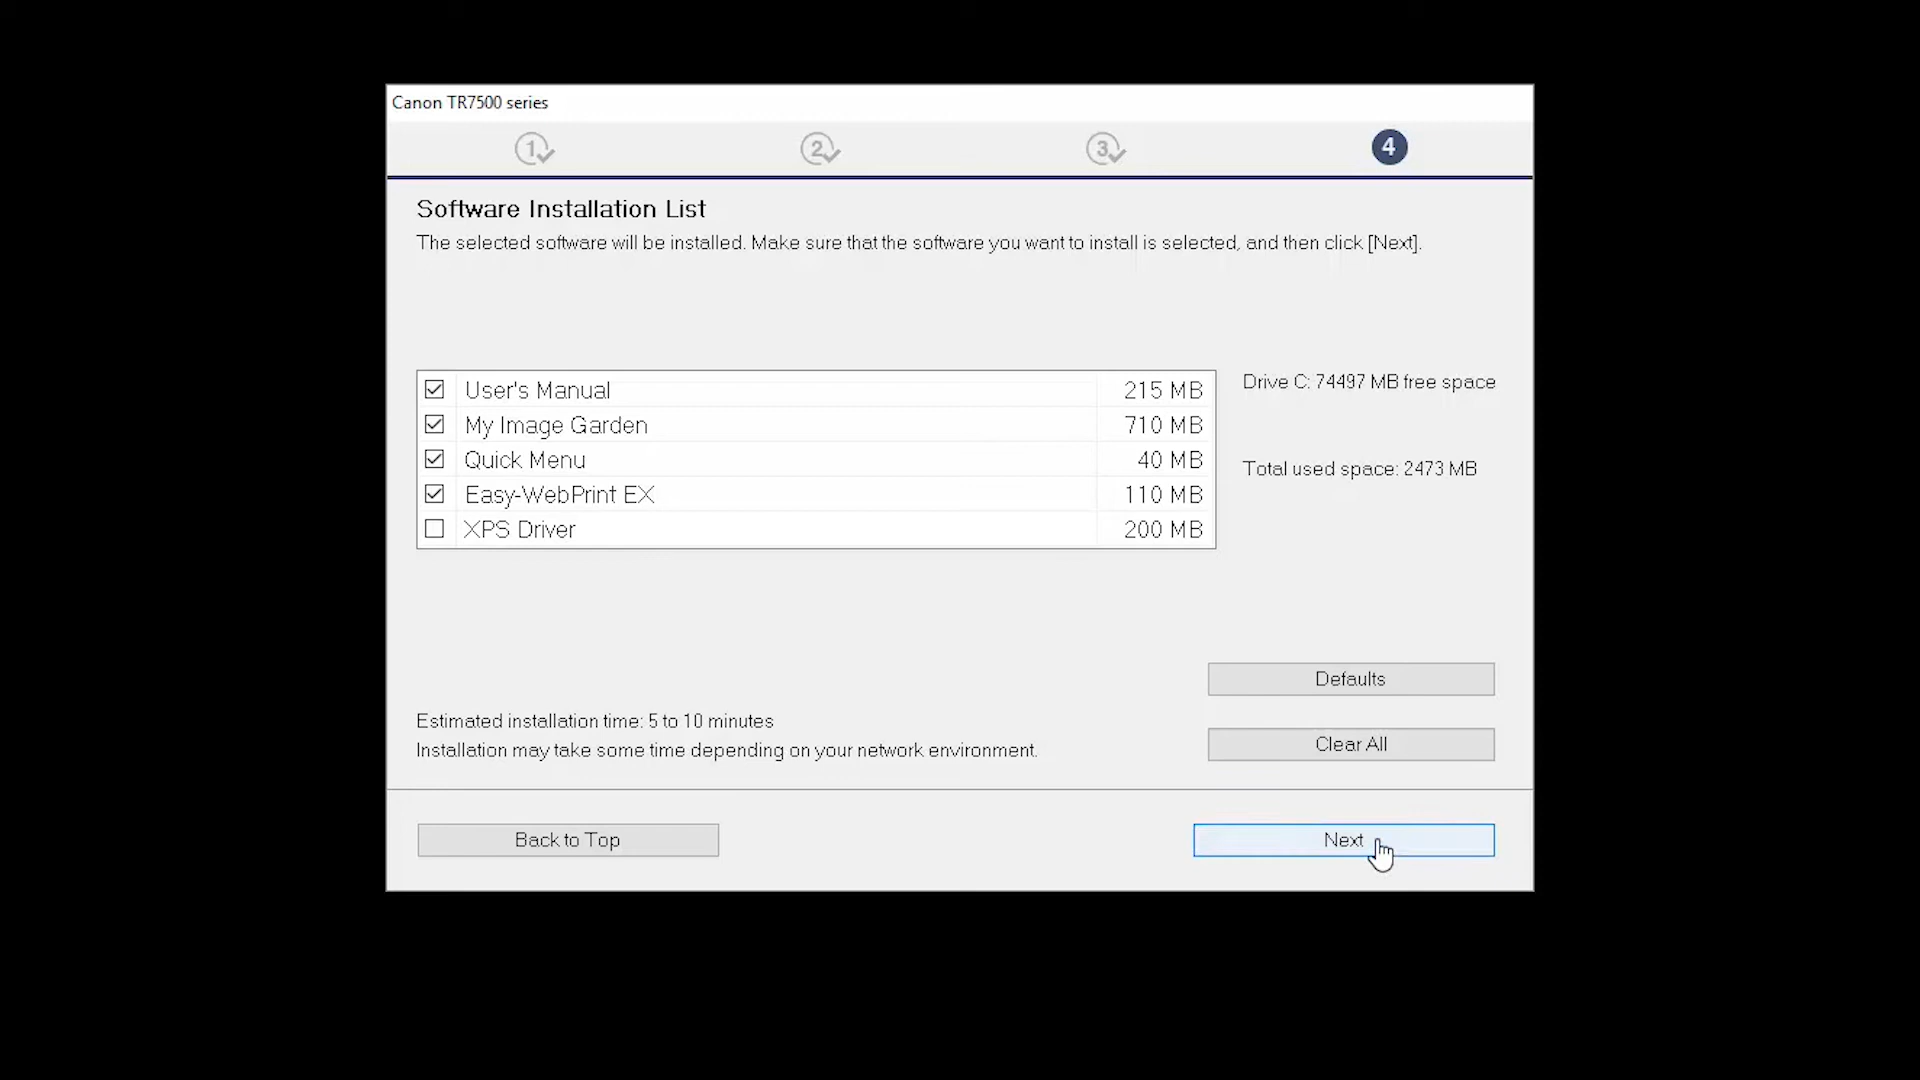 Canon TR7500 series
1 2 3 4
Software Installation List
The selected software will be installed. Make sure that the software you want to install is selected, and then click [Next].
User's Manual 215 MB
My Image Garden 710 MB
Quick Menu 40 MB
Easy-WebPrint EX 110 MB
XPS Driver 200 MB
Drive C: 74497 MB free space
Total used space: 2473 MB
Defaults
Estimated installation time: 5 to 10 minutes
Installation may take some time depending on your network environment.
Clear All
Back to Top
Next